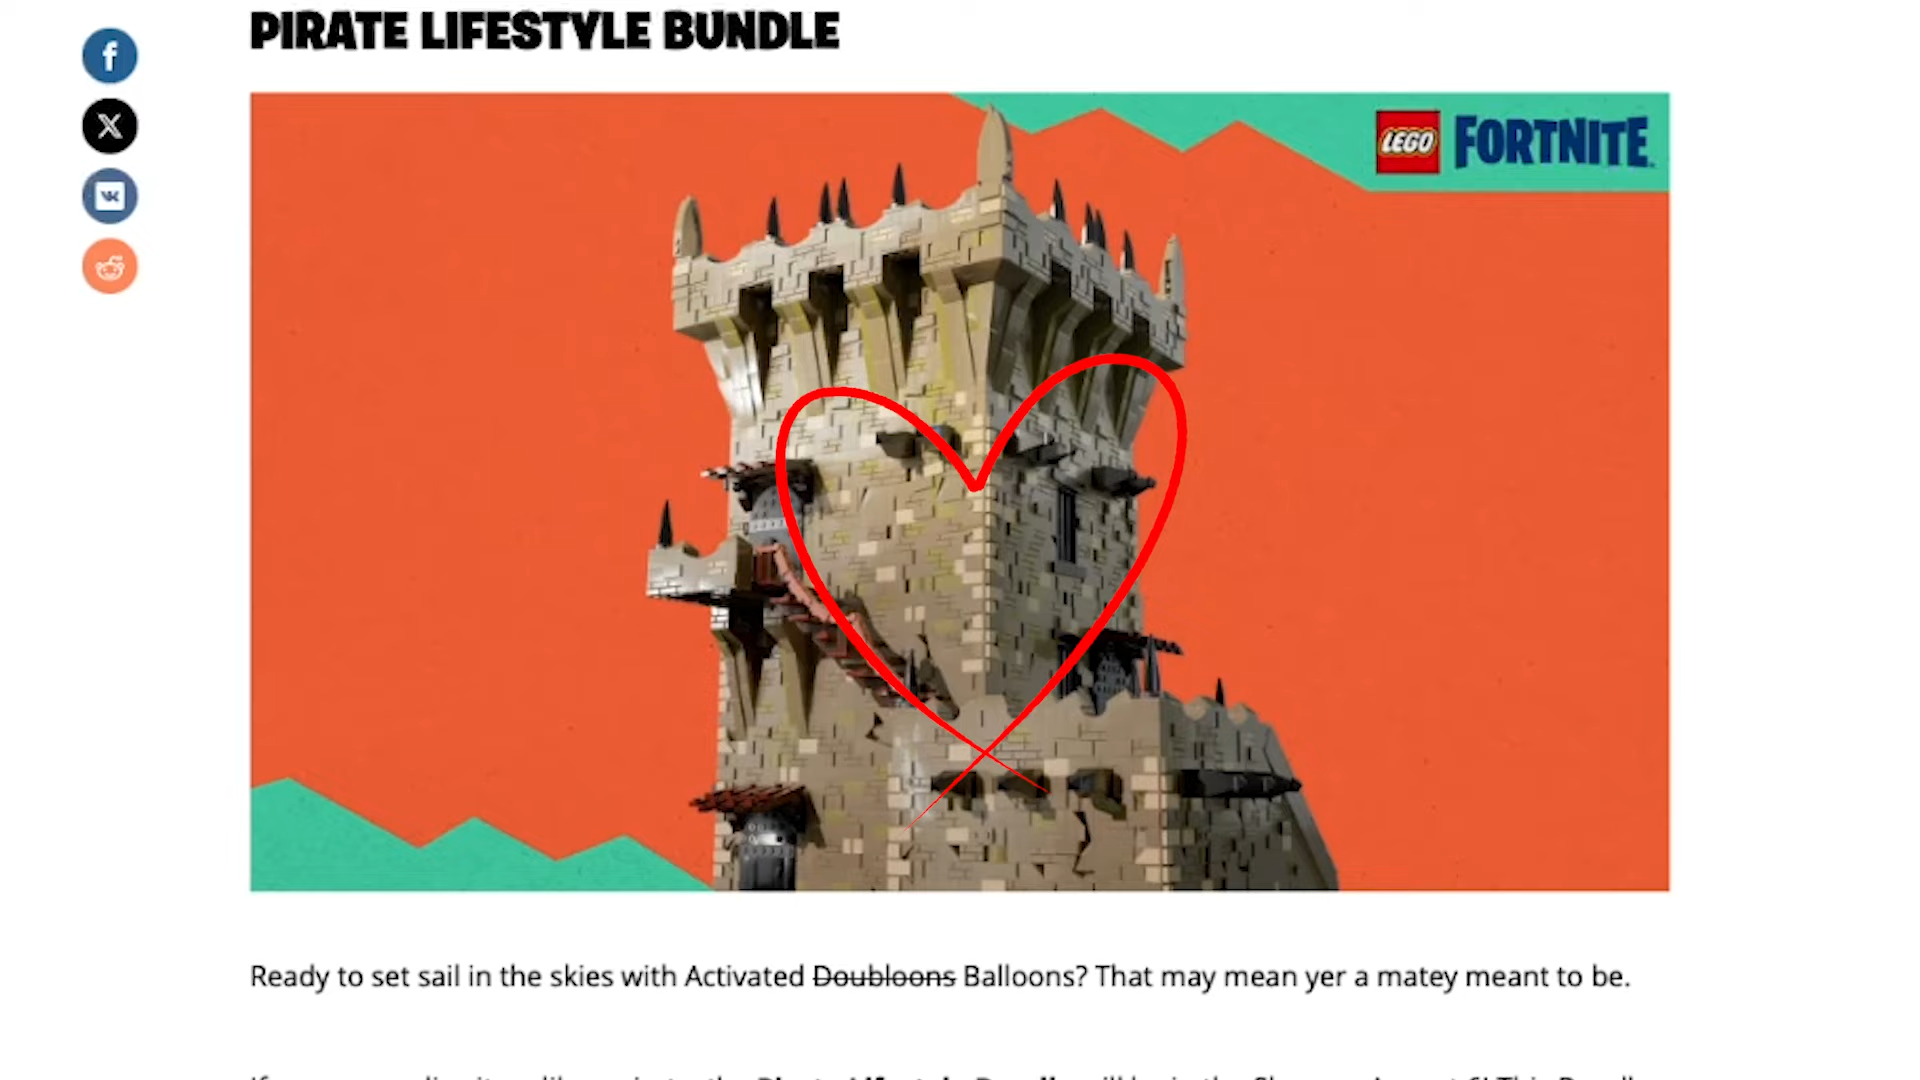 PIRATE LIFESTYLE BUNDLE
LEGO FORTNITE
Ready to set sail in the skies with Activated Doubloons Balloons? That may mean yer a matey meant to be.